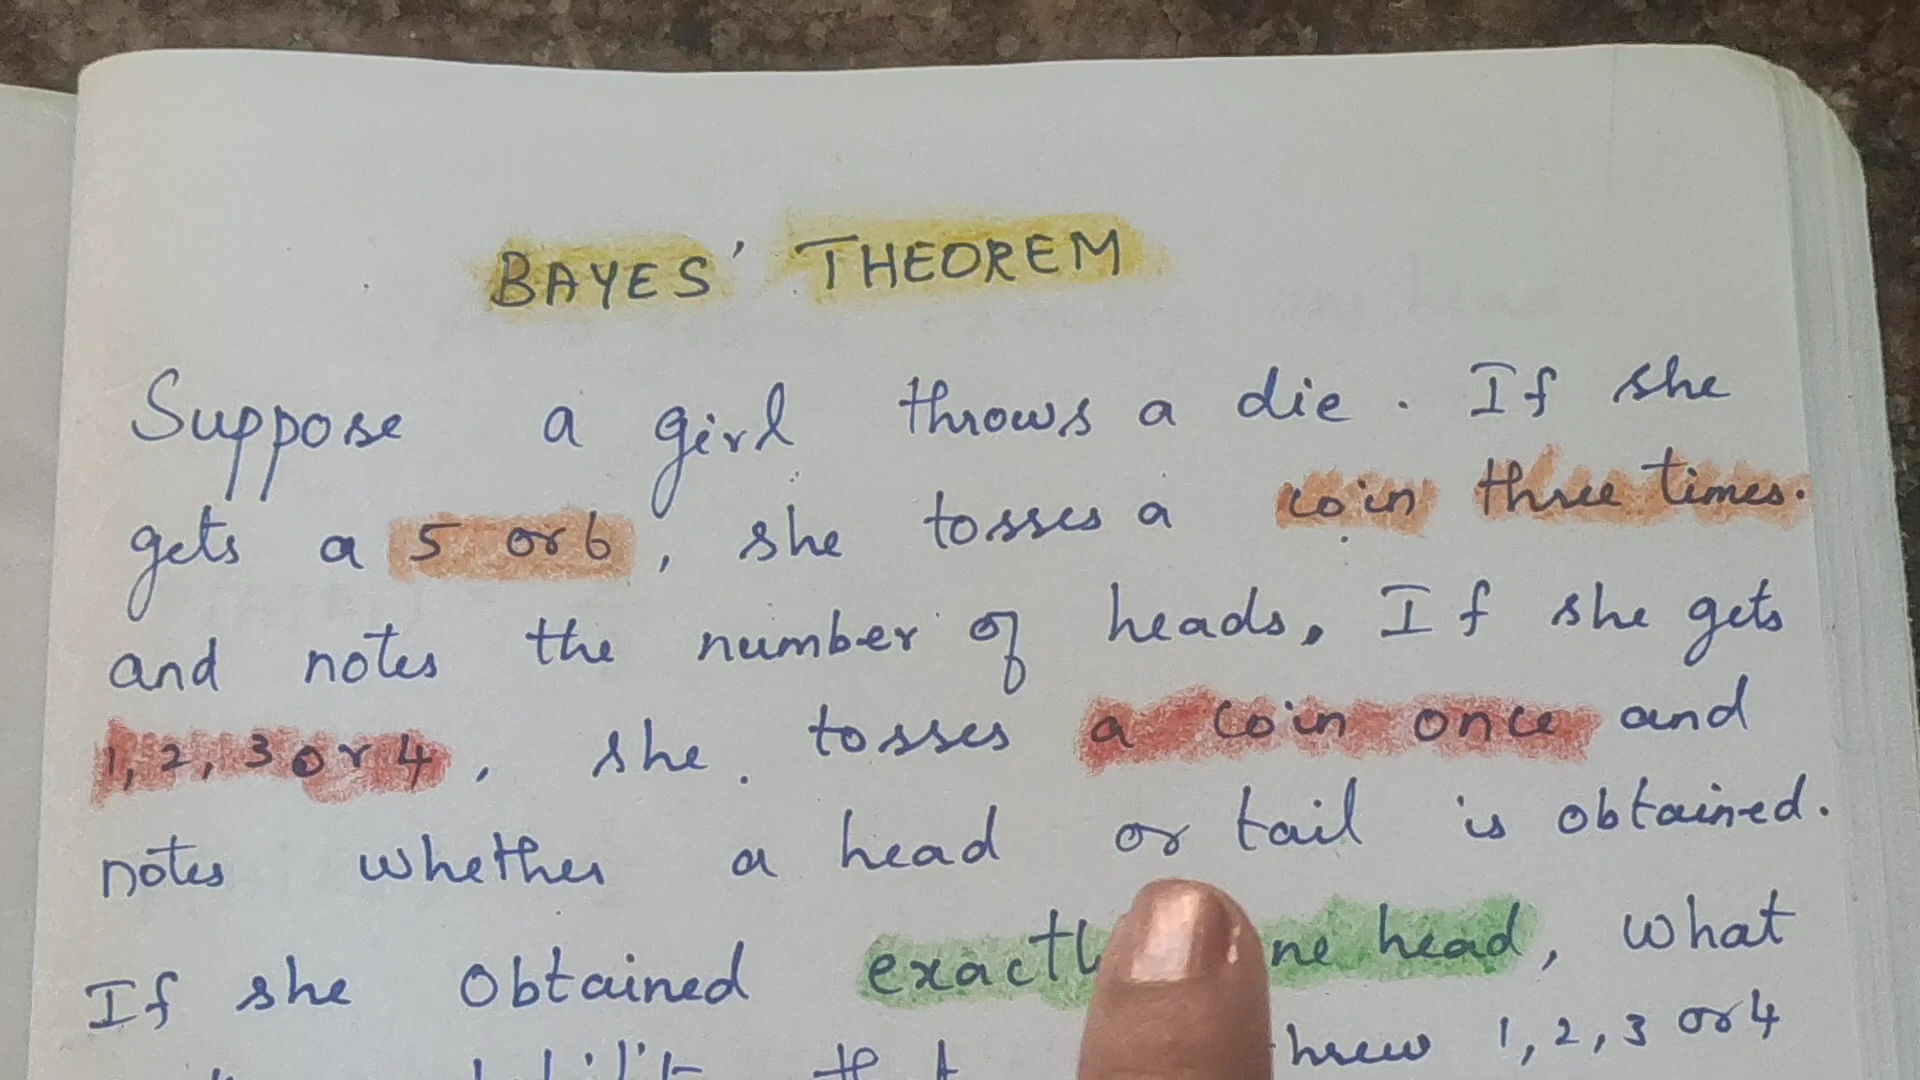 BAYES' THEOREM
Suppose a girl throws a die. If she
gets a 5 or 6, she tosses a coin three times.
and notes the number of heads. If she gets
1, 2, 3 or 4, she tosses a coin once and
notes whether a head or tail is obtained.
If she obtained head, what
1, 2, 3 or 4